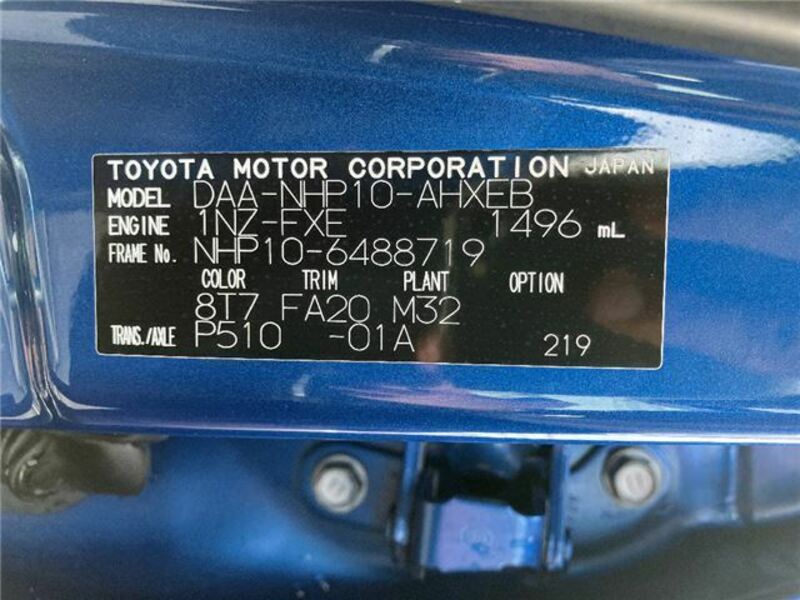 TOYOTA MOTOR CORPORATION JAPAN
MODEL DAA-NHP10-AHXEB
ENGINE 1NZ-FXE 1496 mL
FRAME No. NHP10-6488719
COLOR TRIM PLANT OPTION
8T7 FA20 M32
TRANS./AXLE P510 -01A 219